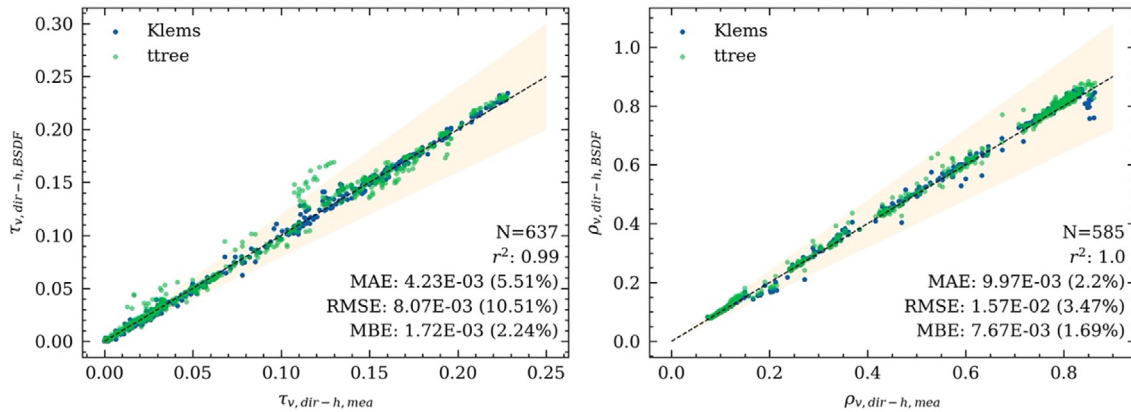 Klems
ttree
0.30
0.25
0.20
0.15
0.10
0.05
0.00
τv, dir−h, BSDF
N=637
r²: 0.99
MAE: 4.23E-03 (5.51%)
RMSE: 8.07E-03 (10.51%)
MBE: 1.72E-03 (2.24%)
0.00 0.05 0.10 0.15 0.20 0.25
τv, dir−h, mea
Klems
ttree
1.0
0.8
0.6
0.4
0.2
0.0
ρv, dir−h, BSDF
N=585
r²: 1.0
MAE: 9.97E-03 (2.2%)
RMSE: 1.57E-02 (3.47%)
MBE: 7.67E-03 (1.69%)
0.0 0.2 0.4 0.6 0.8
ρv, dir−h, mea